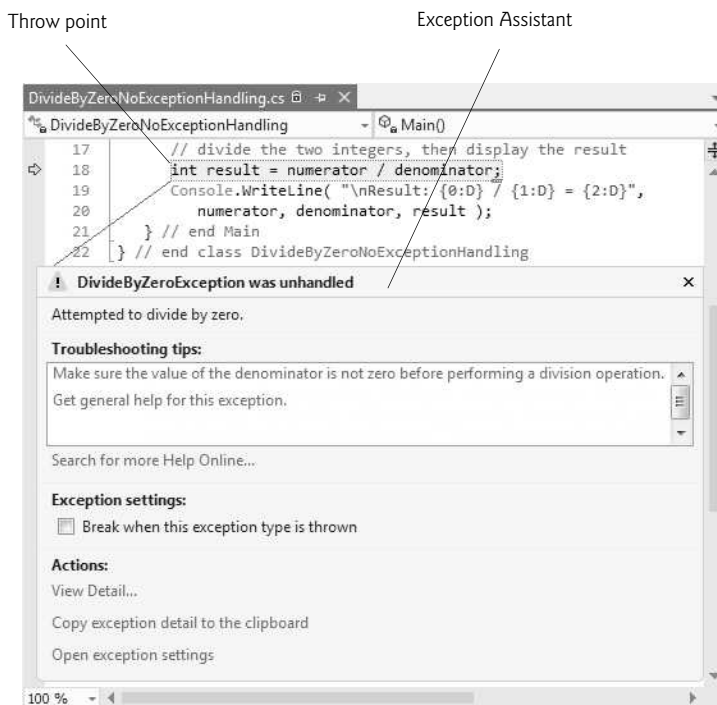 Throw point
Exception Assistant
DivideByZeroNoExceptionHandling.cs
DivideByZeroNoExceptionHandling
Main()
17 // divide the two integers, then display the result
18 int result = numerator / denominator;
19 Console.WriteLine( "\nResult: {0:D} / {1:D} = {2:D}",
20 numerator, denominator, result );
21 } // end Main
22 } // end class DivideByZeroNoExceptionHandling
DivideByZeroException was unhandled
Attempted to divide by zero.
Troubleshooting tips:
Make sure the value of the denominator is not zero before performing a division operation.
Get general help for this exception.
Search for more Help Online...
Exception settings:
Break when this exception type is thrown
Actions:
View Detail...
Copy exception detail to the clipboard
Open exception settings
100 %